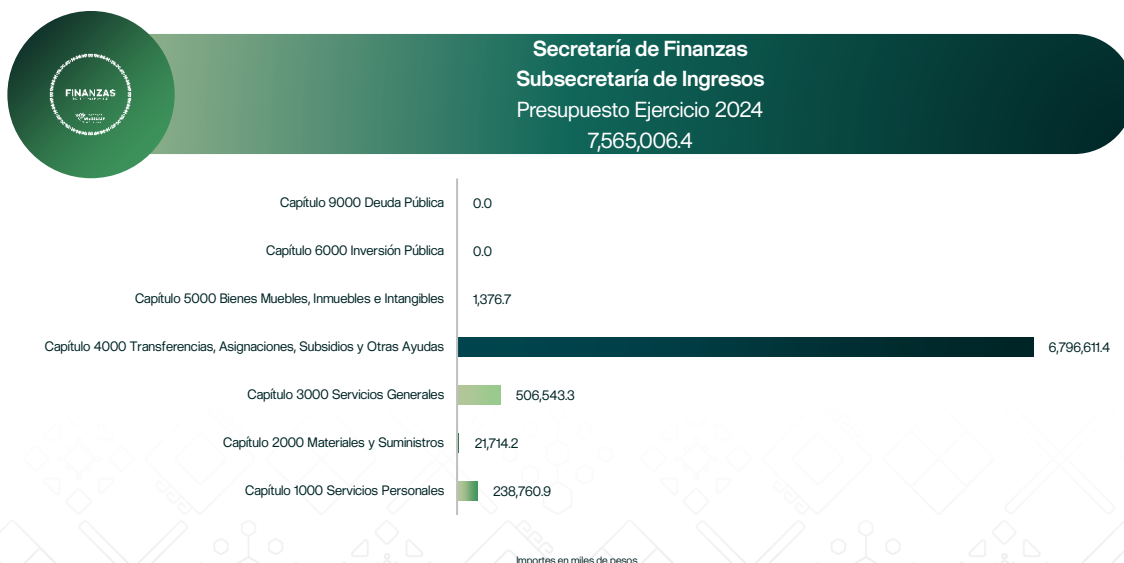 Secretaría de Finanzas
Subsecretaría de Ingresos
Presupuesto Ejercicio 2024
7,565,006.4
FINANZAS
Capítulo 9000 Deuda Pública 0.0
Capítulo 6000 Inversión Pública 0.0
Capítulo 5000 Bienes Muebles, Inmuebles e Intangibles 1,376.7
Capítulo 4000 Transferencias, Asignaciones, Subsidios y Otras Ayudas 6,796,611.4
Capítulo 3000 Servicios Generales 506,543.3
Capítulo 2000 Materiales y Suministros 21,714.2
Capítulo 1000 Servicios Personales 238,760.9
Importes en miles de pesos